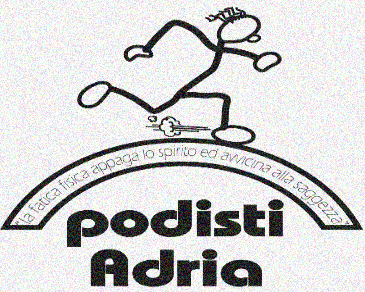 "la fatica fisica appaga lo spirito ed avvicina alla saggezza"
podisti
Adria